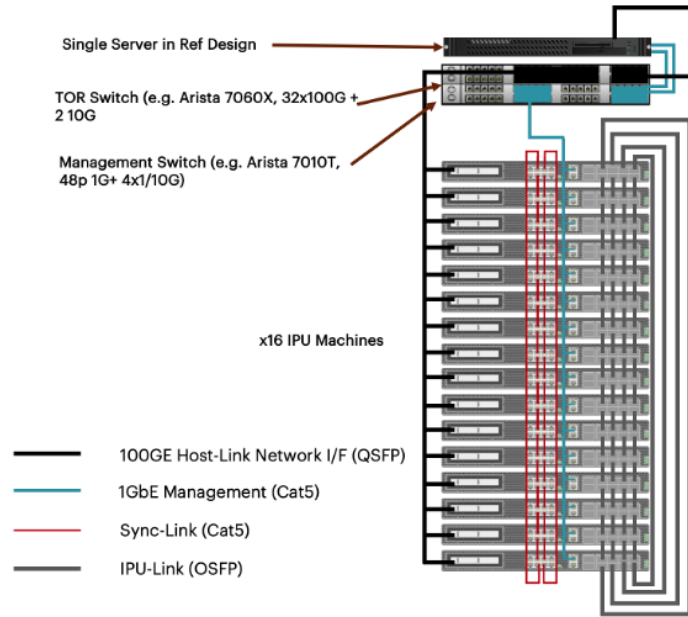 Single Server in Ref Design
TOR Switch (e.g. Arista 7060X, 32x100G +
2 10G
Management Switch (e.g. Arista 7010T,
48p 1G+ 4x1/10G)
x16 IPU Machines
100GE Host-Link Network I/F (QSFP)
1GbE Management (Cat5)
Sync-Link (Cat5)
IPU-Link (OSFP)